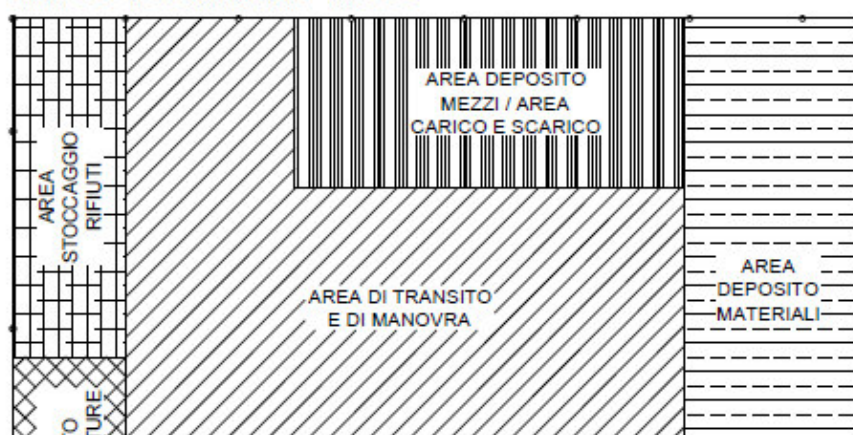 AREA DEPOSITO
MEZZI / AREA
CARICO E SCARICO
AREA
STOCCAGGIO
RIFIUTI
AREA DI TRANSITO
E DI MANOVRA
AREA
DEPOSITO
MATERIALI